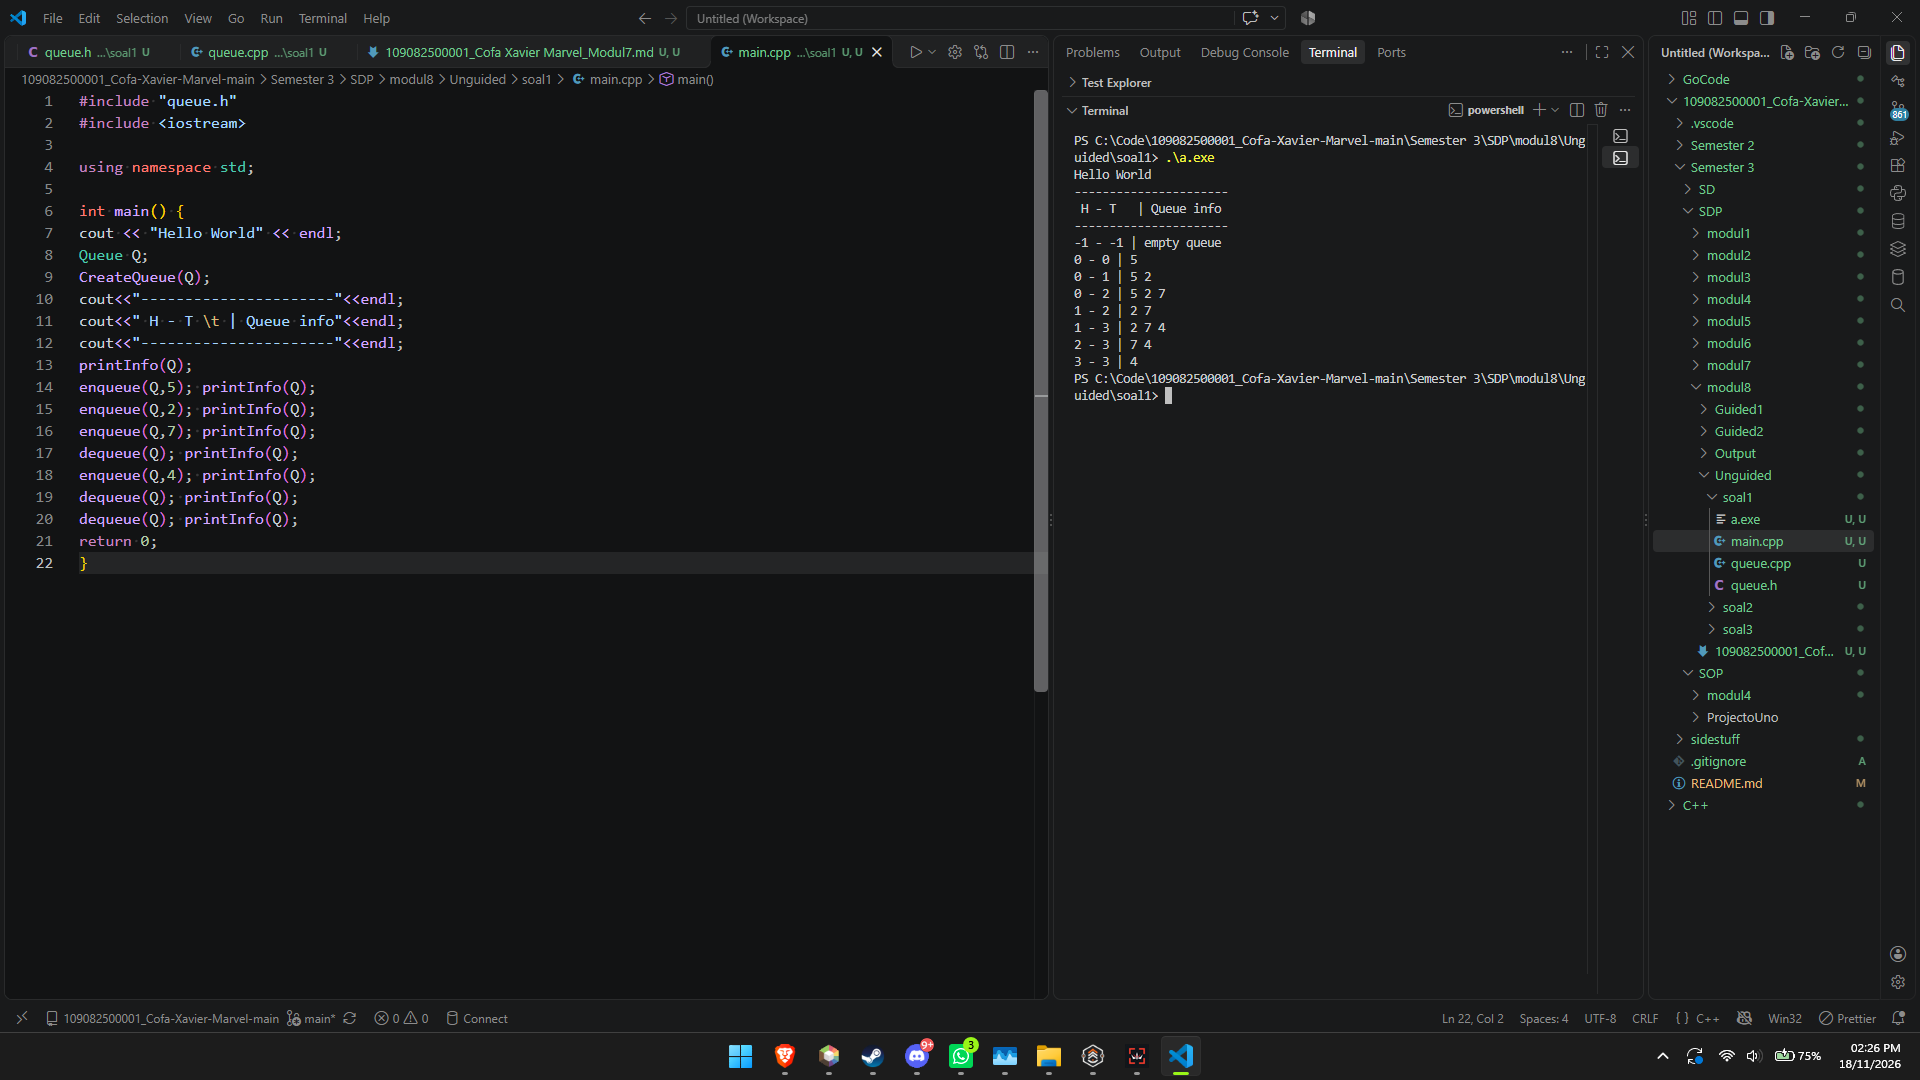 File Edit Selection View Go Run Terminal Help
Untitled (Workspace)
queue.h ...\soal1 U
queue.cpp ...\soal1 U
109082500001_Cofa Xavier Marvel_Modul7.md U, U
main.cpp ...\soal1 U, U
109082500001_Cofa-Xavier-Marvel-main > Semester 3 > SDP > modul8 > Unguided > soal1 > main.cpp > main()
1 #include "queue.h"
2 #include <iostream>
3
4 using namespace std;
5
6 int main() {
7 cout << "Hello World" << endl;
8 Queue Q;
9 CreateQueue(Q);
10 cout<<"----------------------"<<endl;
11 cout<<" H - T \t | Queue info"<<endl;
12 cout<<"----------------------"<<endl;
13 printInfo(Q);
14 enqueue(Q,5); printInfo(Q);
15 enqueue(Q,2); printInfo(Q);
16 enqueue(Q,7); printInfo(Q);
17 dequeue(Q); printInfo(Q);
18 enqueue(Q,4); printInfo(Q);
19 dequeue(Q); printInfo(Q);
20 dequeue(Q); printInfo(Q);
21 return 0;
22 }
Problems Output Debug Console Terminal Ports
Test Explorer
Terminal
powershell
PS C:\Code\109082500001_Cofa-Xavier-Marvel-main\Semester 3\SDP\modul8\Ung
uided\soal1> .\a.exe
Hello World
----------------------
H - T | Queue info
----------------------
-1 - -1 | empty queue
0 - 0 | 5
0 - 1 | 5 2
0 - 2 | 5 2 7
1 - 2 | 2 7
1 - 3 | 2 7 4
2 - 3 | 7 4
3 - 3 | 4
PS C:\Code\109082500001_Cofa-Xavier-Marvel-main\Semester 3\SDP\modul8\Ung
uided\soal1>
Untitled (Workspa...
GoCode
109082500001_Cofa-Xavier...
.vscode
Semester 2
Semester 3
SD
SDP
modul1
modul2
modul3
modul4
modul5
modul6
modul7
modul8
Guided1
Guided2
Output
Unguided
soal1
a.exe U, U
main.cpp U, U
queue.cpp U
queue.h U
soal2
soal3
109082500001_Cof... U, U
SOP
modul4
ProjectoUno
sidestuff
.gitignore A
README.md M
C++
861
109082500001_Cofa-Xavier-Marvel-main main* 0 0 Connect
Ln 22, Col 2 Spaces: 4 UTF-8 CRLF { } C++ Win32 Prettier
9+
3
75%
02:26 PM
18/11/2026